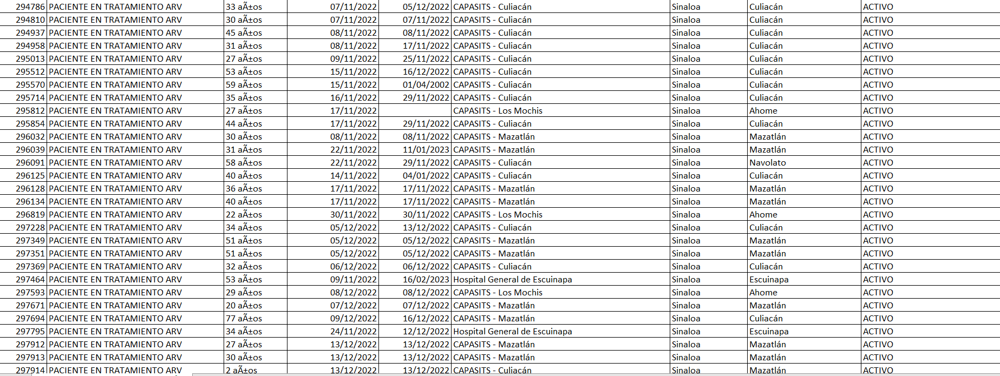 294786 PACIENTE EN TRATAMIENTO ARV 33 aÃ±os 07/11/2022 05/12/2022 CAPASITS - Culiacán Sinaloa Culiacán ACTIVO
294810 PACIENTE EN TRATAMIENTO ARV 30 aÃ±os 07/11/2022 07/11/2022 CAPASITS - Culiacán Sinaloa Culiacán ACTIVO
294937 PACIENTE EN TRATAMIENTO ARV 45 aÃ±os 08/11/2022 08/11/2022 CAPASITS - Culiacán Sinaloa Culiacán ACTIVO
294958 PACIENTE EN TRATAMIENTO ARV 31 aÃ±os 08/11/2022 17/11/2022 CAPASITS - Culiacán Sinaloa Culiacán ACTIVO
295013 PACIENTE EN TRATAMIENTO ARV 27 aÃ±os 09/11/2022 25/11/2022 CAPASITS - Culiacán Sinaloa Culiacán ACTIVO
295512 PACIENTE EN TRATAMIENTO ARV 53 aÃ±os 15/11/2022 16/12/2022 CAPASITS - Culiacán Sinaloa Culiacán ACTIVO
295570 PACIENTE EN TRATAMIENTO ARV 59 aÃ±os 15/11/2022 01/04/2002 CAPASITS - Culiacán Sinaloa Culiacán ACTIVO
295714 PACIENTE EN TRATAMIENTO ARV 35 aÃ±os 16/11/2022 29/11/2022 CAPASITS - Culiacán Sinaloa Culiacán ACTIVO
295812 PACIENTE EN TRATAMIENTO ARV 27 aÃ±os 17/11/2022 CAPASITS - Los Mochis Sinaloa Ahome ACTIVO
295854 PACIENTE EN TRATAMIENTO ARV 44 aÃ±os 17/11/2022 29/11/2022 CAPASITS - Culiacán Sinaloa Culiacán ACTIVO
296032 PACIENTE EN TRATAMIENTO ARV 30 aÃ±os 08/11/2022 08/11/2022 CAPASITS - Mazatlán Sinaloa Mazatlán ACTIVO
296039 PACIENTE EN TRATAMIENTO ARV 31 aÃ±os 22/11/2022 11/01/2023 CAPASITS - Mazatlán Sinaloa Mazatlán ACTIVO
296091 PACIENTE EN TRATAMIENTO ARV 58 aÃ±os 22/11/2022 29/11/2022 CAPASITS - Culiacán Sinaloa Navolato ACTIVO
296125 PACIENTE EN TRATAMIENTO ARV 40 aÃ±os 14/11/2022 04/01/2022 CAPASITS - Culiacán Sinaloa Culiacán ACTIVO
296128 PACIENTE EN TRATAMIENTO ARV 36 aÃ±os 17/11/2022 17/11/2022 CAPASITS - Mazatlán Sinaloa Mazatlán ACTIVO
296134 PACIENTE EN TRATAMIENTO ARV 40 aÃ±os 17/11/2022 17/11/2022 CAPASITS - Mazatlán Sinaloa Mazatlán ACTIVO
296819 PACIENTE EN TRATAMIENTO ARV 22 aÃ±os 30/11/2022 30/11/2022 CAPASITS - Los Mochis Sinaloa Ahome ACTIVO
297228 PACIENTE EN TRATAMIENTO ARV 34 aÃ±os 05/12/2022 13/12/2022 CAPASITS - Culiacán Sinaloa Culiacán ACTIVO
297349 PACIENTE EN TRATAMIENTO ARV 51 aÃ±os 05/12/2022 05/12/2022 CAPASITS - Mazatlán Sinaloa Mazatlán ACTIVO
297351 PACIENTE EN TRATAMIENTO ARV 51 aÃ±os 05/12/2022 05/12/2022 CAPASITS - Mazatlán Sinaloa Mazatlán ACTIVO
297369 PACIENTE EN TRATAMIENTO ARV 32 aÃ±os 06/12/2022 06/12/2022 CAPASITS - Culiacán Sinaloa Culiacán ACTIVO
297464 PACIENTE EN TRATAMIENTO ARV 53 aÃ±os 09/11/2022 16/02/2023 Hospital General de Escuinapa Sinaloa Escuinapa ACTIVO
297593 PACIENTE EN TRATAMIENTO ARV 29 aÃ±os 08/12/2022 08/12/2022 CAPASITS - Los Mochis Sinaloa Ahome ACTIVO
297671 PACIENTE EN TRATAMIENTO ARV 20 aÃ±os 07/12/2022 07/12/2022 CAPASITS - Mazatlán Sinaloa Mazatlán ACTIVO
297694 PACIENTE EN TRATAMIENTO ARV 77 aÃ±os 09/12/2022 16/12/2022 CAPASITS - Mazatlán Sinaloa Culiacán ACTIVO
297795 PACIENTE EN TRATAMIENTO ARV 34 aÃ±os 24/11/2022 12/12/2022 Hospital General de Escuinapa Sinaloa Escuinapa ACTIVO
297912 PACIENTE EN TRATAMIENTO ARV 27 aÃ±os 13/12/2022 13/12/2022 CAPASITS - Mazatlán Sinaloa Mazatlán ACTIVO
297913 PACIENTE EN TRATAMIENTO ARV 30 aÃ±os 13/12/2022 13/12/2022 CAPASITS - Mazatlán Sinaloa Mazatlán ACTIVO
297914 PACIENTE EN TRATAMIENTO ARV 2 aÃ±os 13/12/2022 13/12/2022 CAPASITS - Culiacán Sinaloa Mazatlán ACTIVO